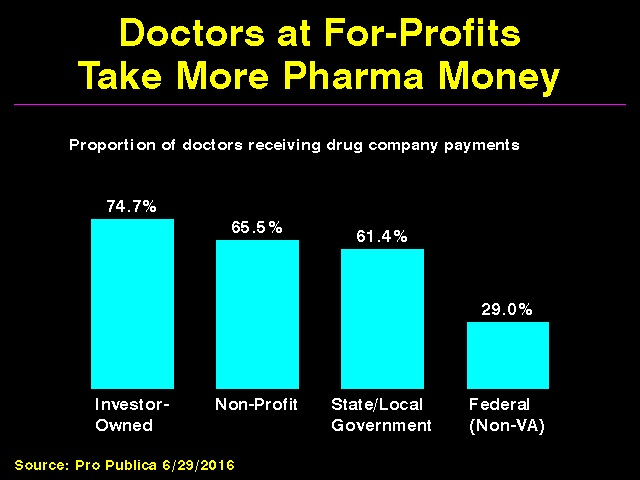 Doctors at For-Profits
Take More Pharma Money
Proportion of doctors receiving drug company payments
74.7%
65.5%
61.4%
29.0%
Investor-
Owned
Non-Profit
State/Local
Government
Federal
(Non-VA)
Source: Pro Publica 6/29/2016